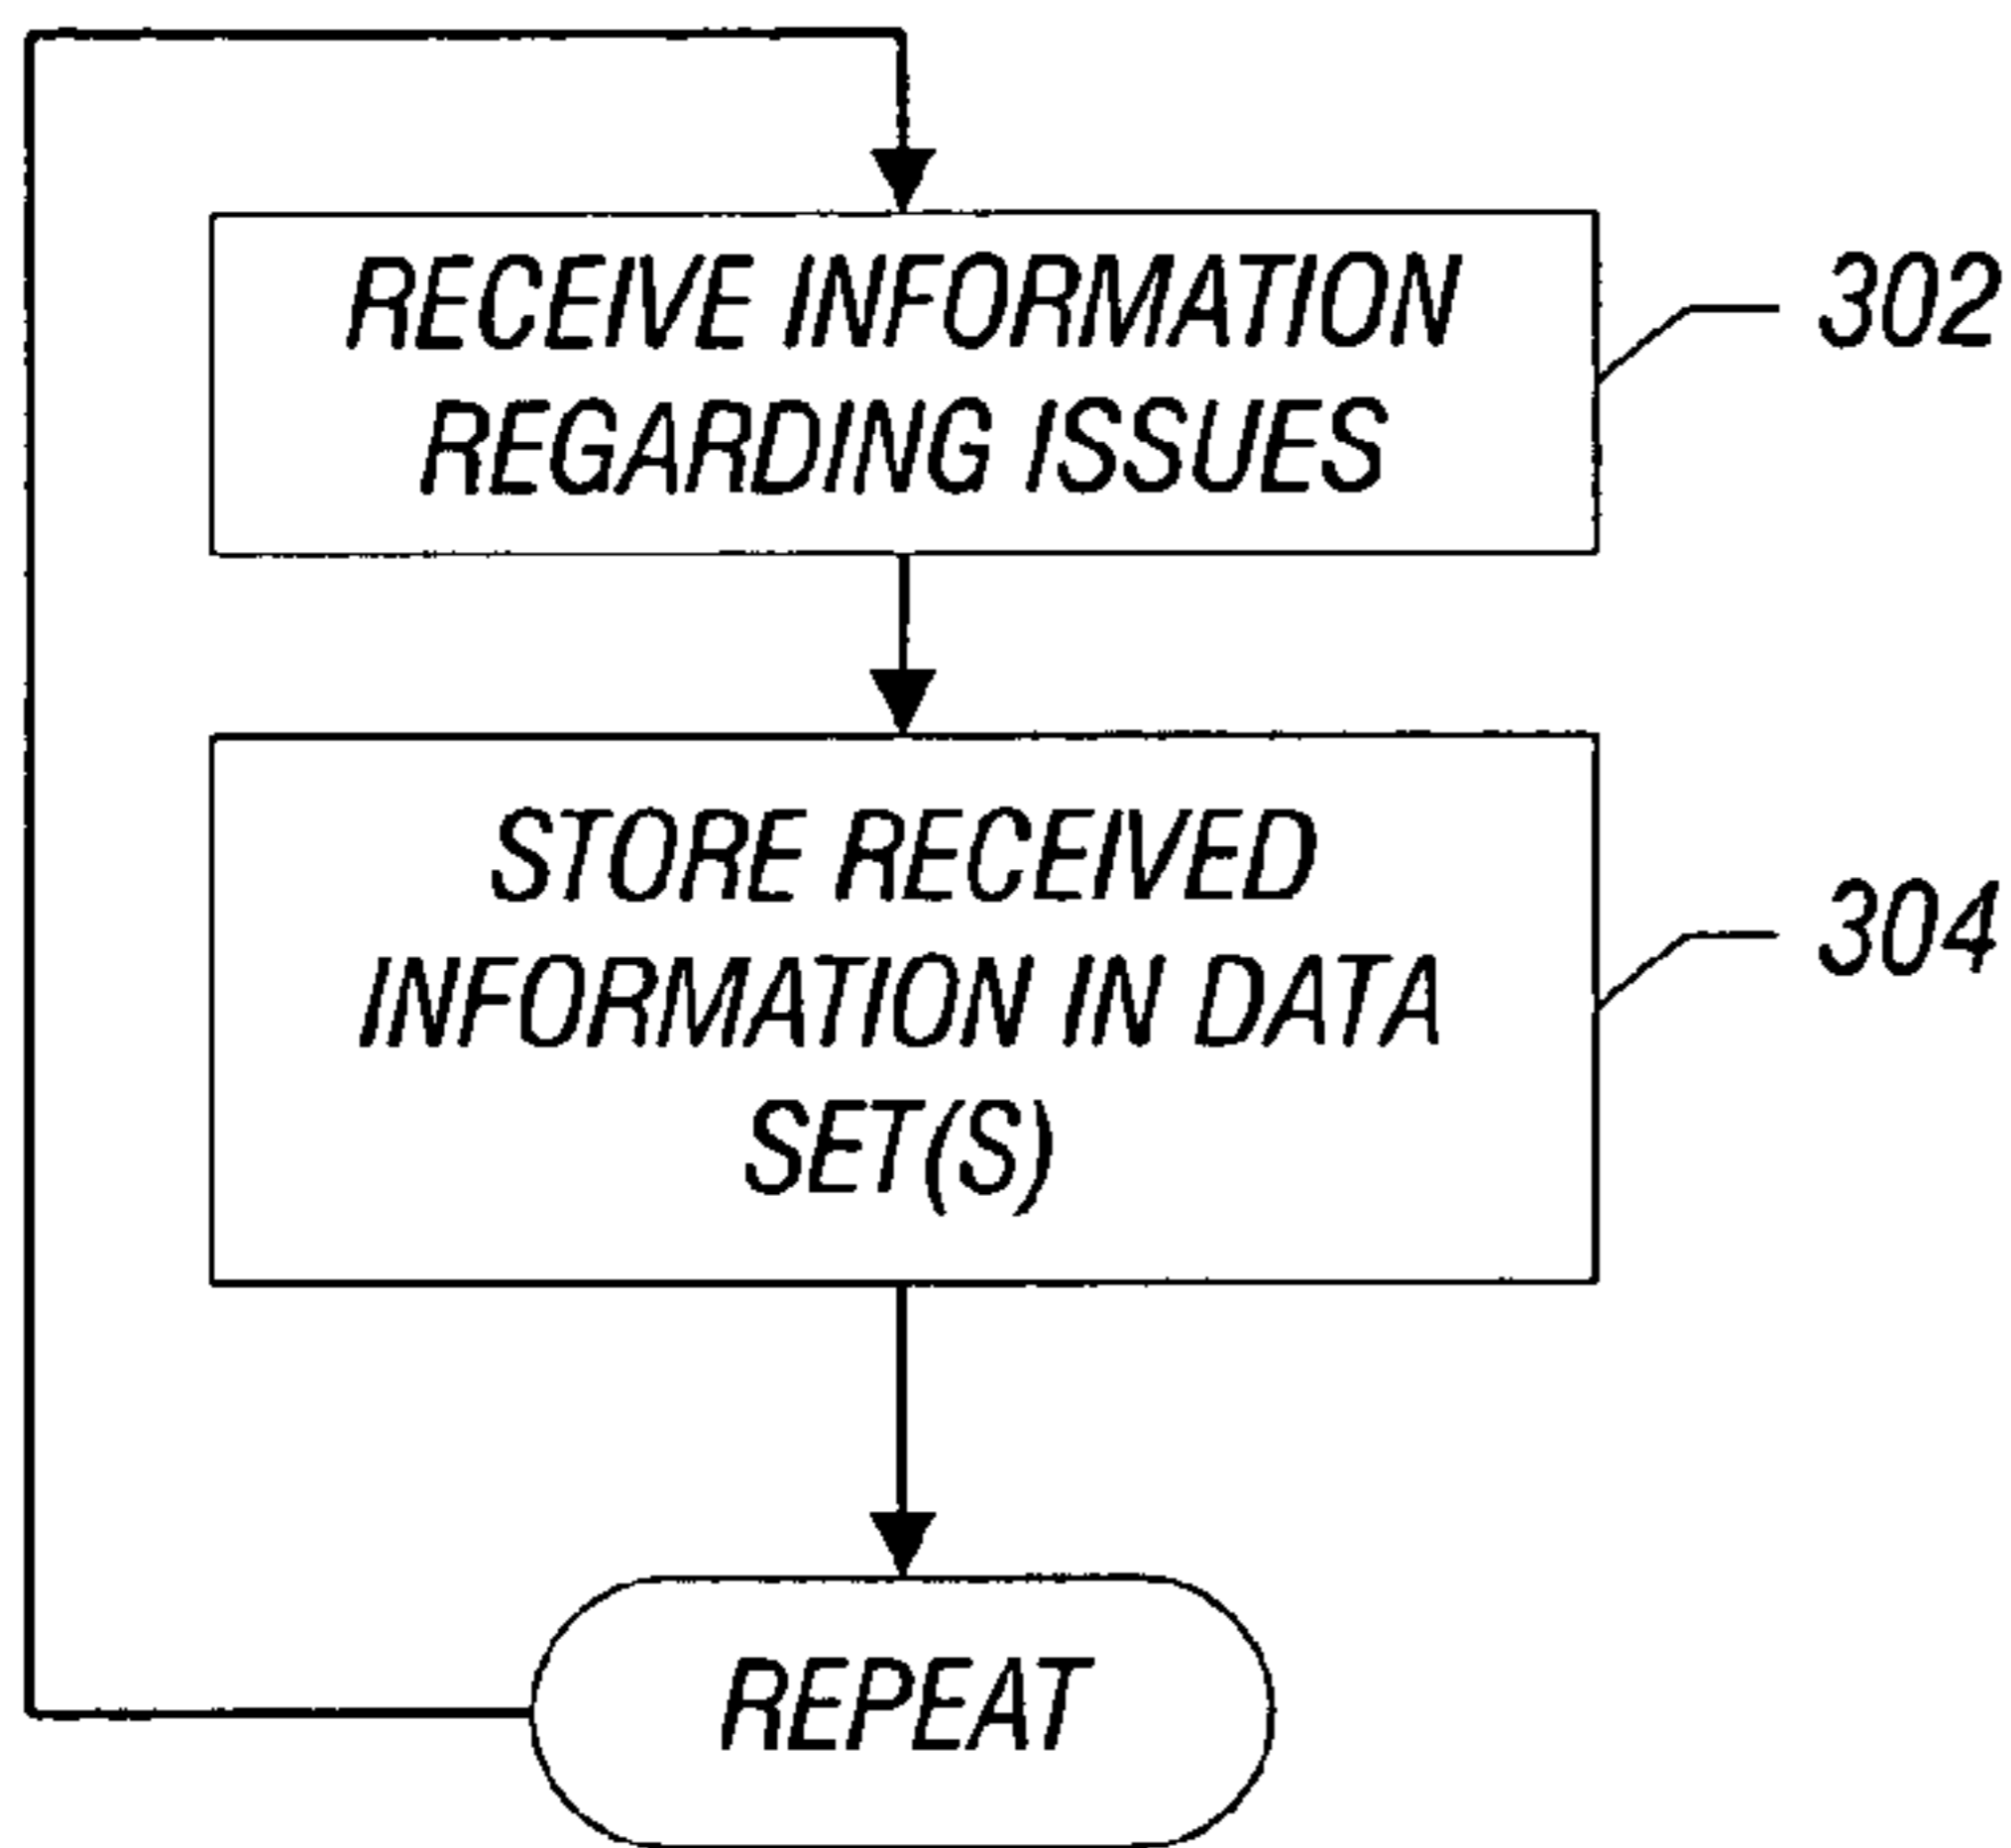 RECEIVE INFORMATION
REGARDING ISSUES
302
STORE RECEIVED
INFORMATION IN DATA
SET(S)
304
REPEAT